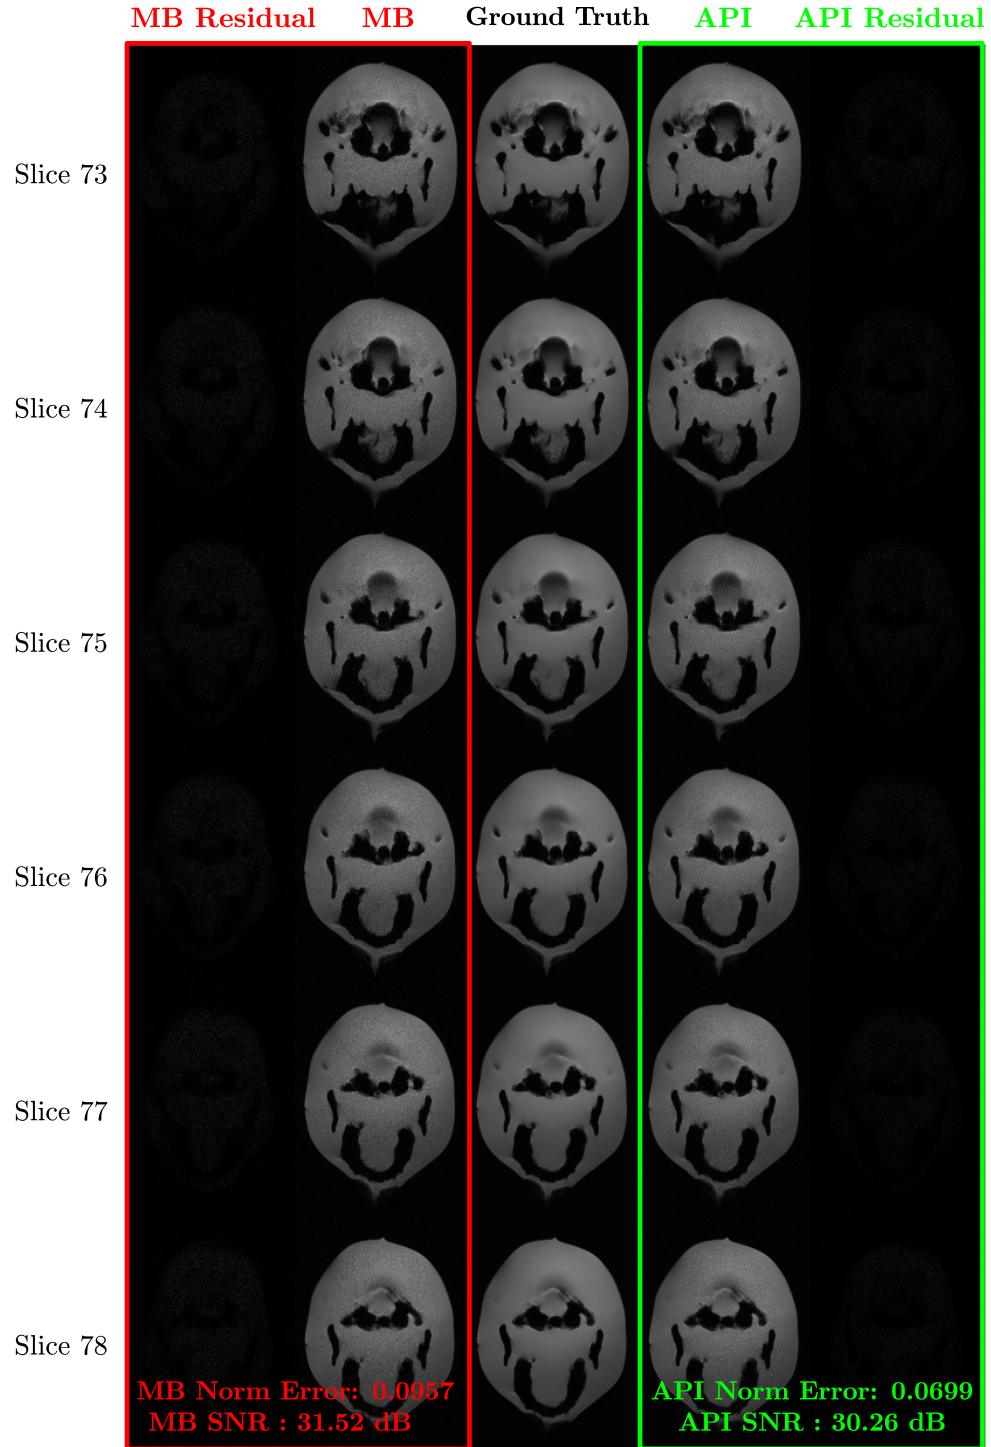 MB Residual MB Ground Truth API API Residual
Slice 73
Slice 74
Slice 75
Slice 76
Slice 77
Slice 78
MB Norm Error: 0.0957
MB SNR : 31.52 dB
API Norm Error: 0.0699
API SNR : 30.26 dB